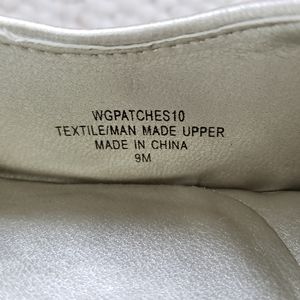 WGPATCHES10
TEXTILE/MAN MADE UPPER
MADE IN CHINA
9M